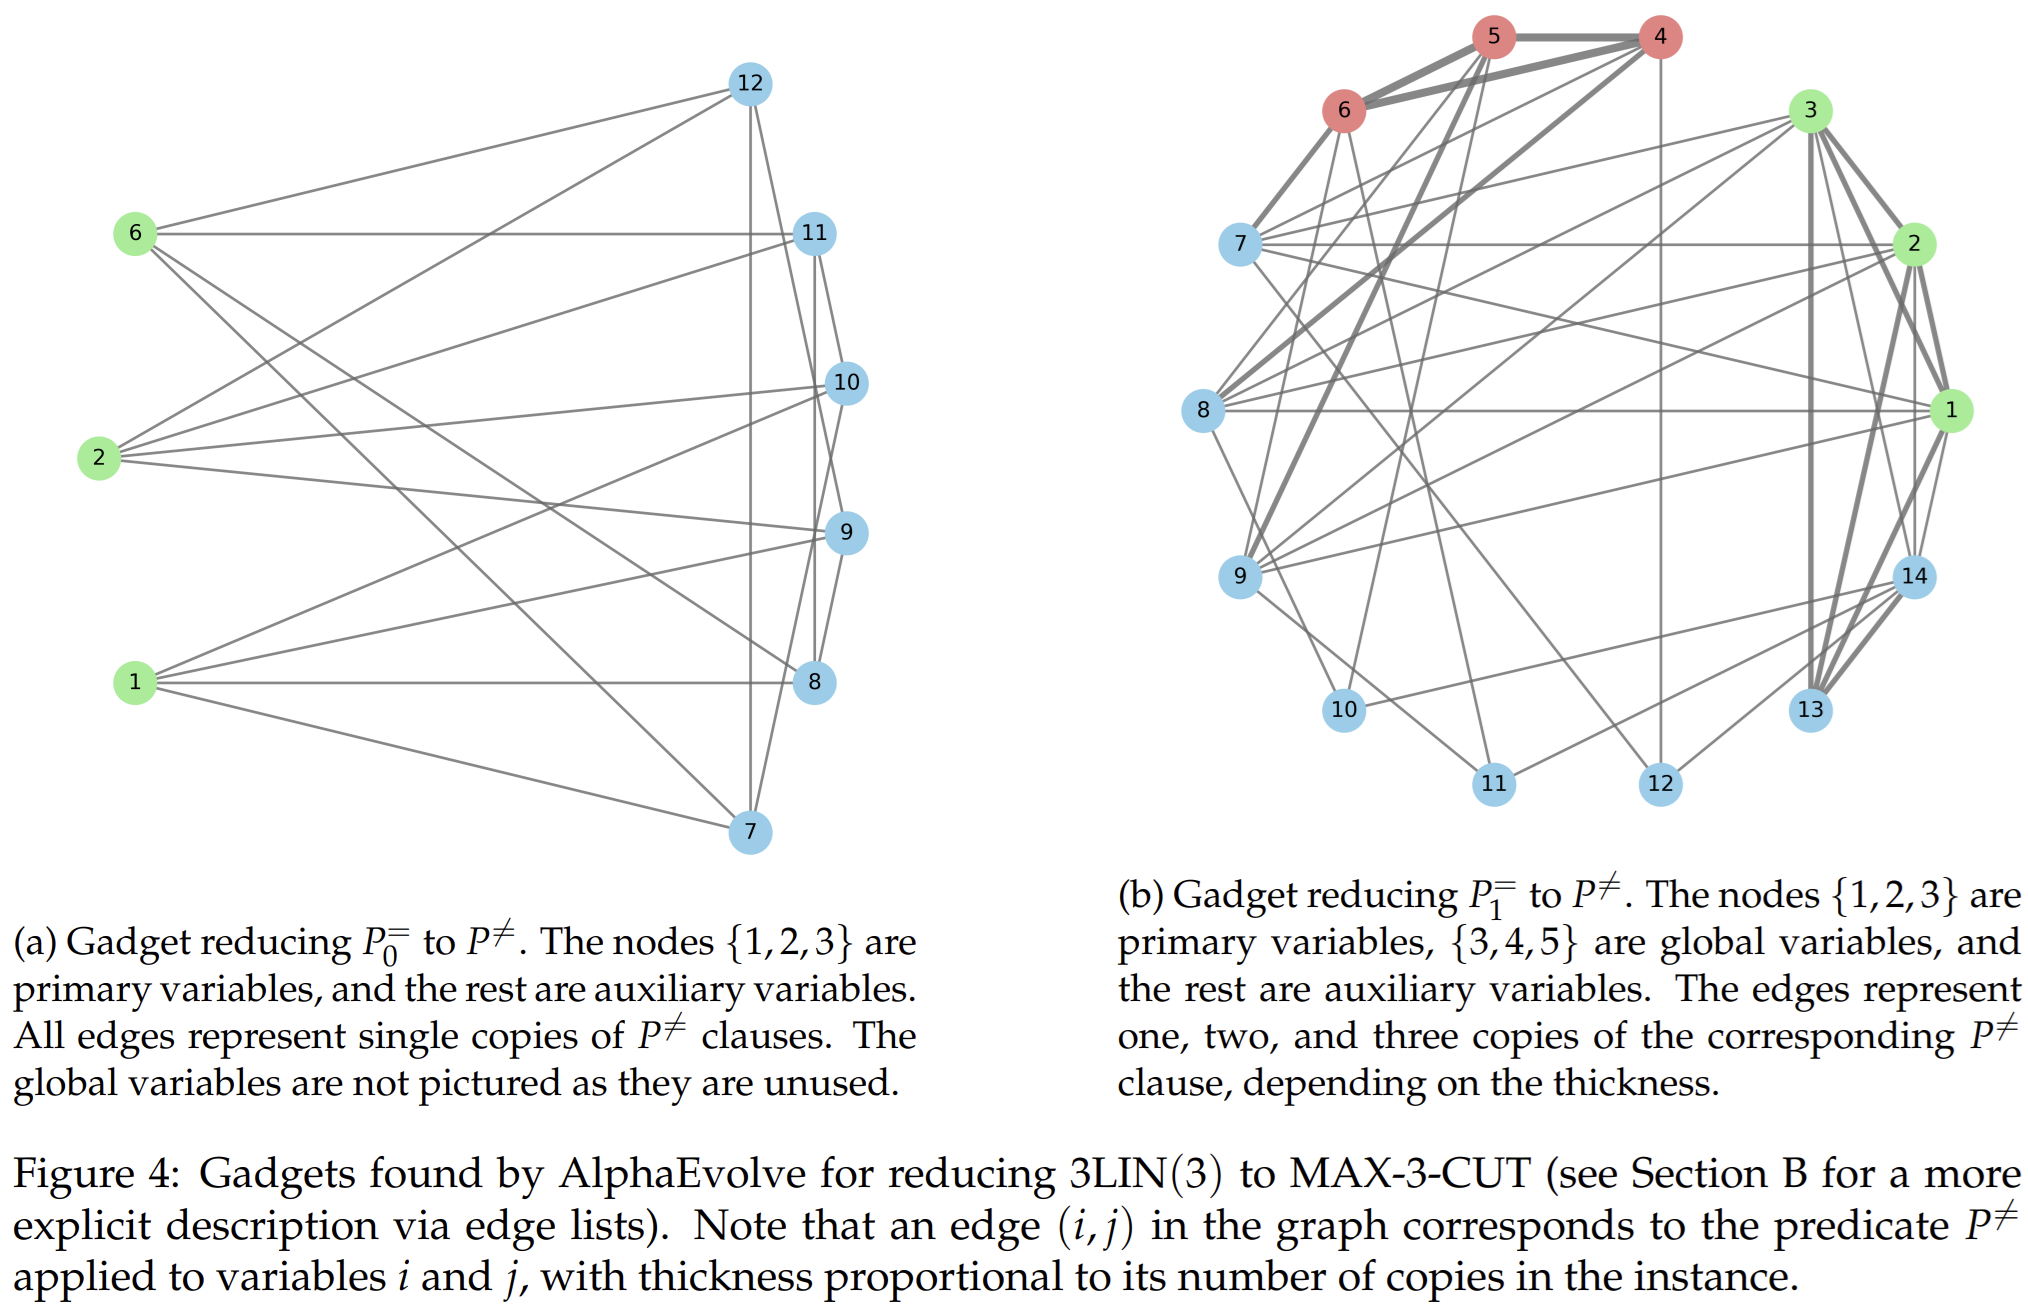 12
6
11
10
2
9
1
8
7
5
4
6
3
7
2
8
1
9
14
10
13
11
12
(a) Gadget reducing P₀⁼ to P^≠. The nodes {1, 2, 3} are
primary variables, and the rest are auxiliary variables.
All edges represent single copies of P^≠ clauses. The
global variables are not pictured as they are unused.
(b) Gadget reducing P₁⁼ to P^≠. The nodes {1, 2, 3} are
primary variables, {3, 4, 5} are global variables, and
the rest are auxiliary variables. The edges represent
one, two, and three copies of the corresponding P^≠
clause, depending on the thickness.
Figure 4: Gadgets found by AlphaEvolve for reducing 3LIN(3) to MAX-3-CUT (see Section B for a more
explicit description via edge lists). Note that an edge (i, j) in the graph corresponds to the predicate P^≠
applied to variables i and j, with thickness proportional to its number of copies in the instance.